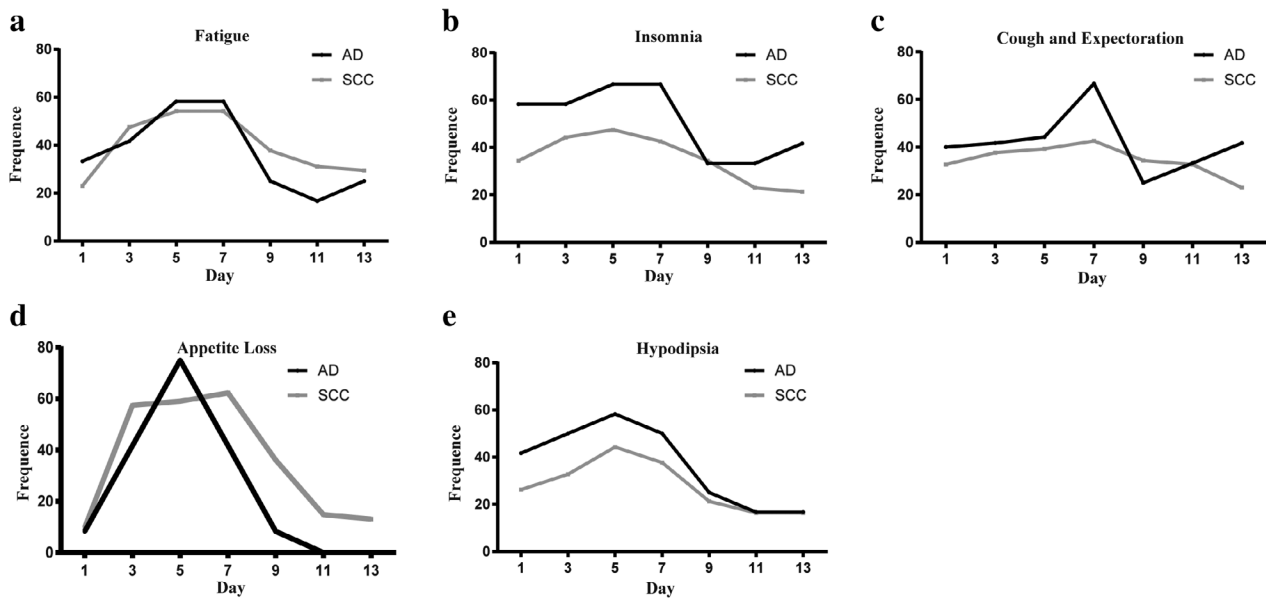 a
Fatigue
AD
SCC
80
60
40
20
0
Frequence
1 3 5 7 9 11 13
Day
b
Insomnia
AD
SCC
80
60
40
20
0
Frequence
1 3 5 7 9 11 13
Day
c
Cough and Expectoration
AD
SCC
80
60
40
20
0
Frequence
1 3 5 7 9 11 13
Day
d
Appetite Loss
AD
SCC
80
60
40
20
0
Frequence
1 3 5 7 9 11 13
Day
e
Hypodipsia
AD
SCC
80
60
40
20
0
Frequence
1 3 5 7 9 11 13
Day